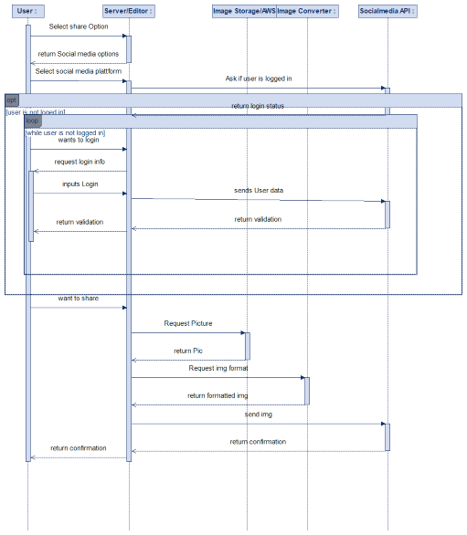 User :
Server/Editor :
Image Storage/AWS
Image Converter :
Socialmedia API :
Select share Option
return Social media options
Select social media plattform
Ask if user is logged in
opt
return login status
[user is not loged in]
loop
[while user is not logged in]
wants to login
request login info
inputs Login
sends User data
return validation
return validation
want to share
Request Picture
return Pic
Request img format
return formatted img
send img
return confirmation
return confirmation